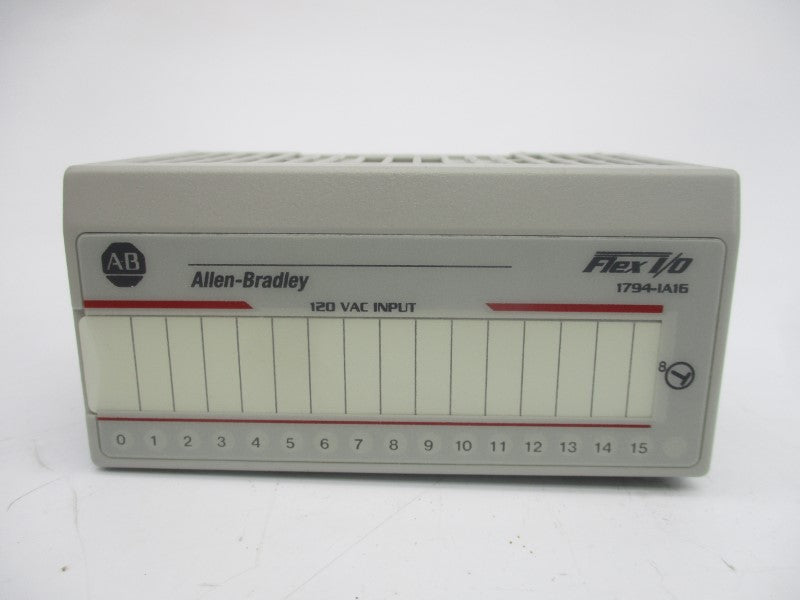 AB
Allen-Bradley
Flex I/O
1794-IA16
120 VAC INPUT
8
0 1 2 3 4 5 6 7 8 9 10 11 12 13 14 15